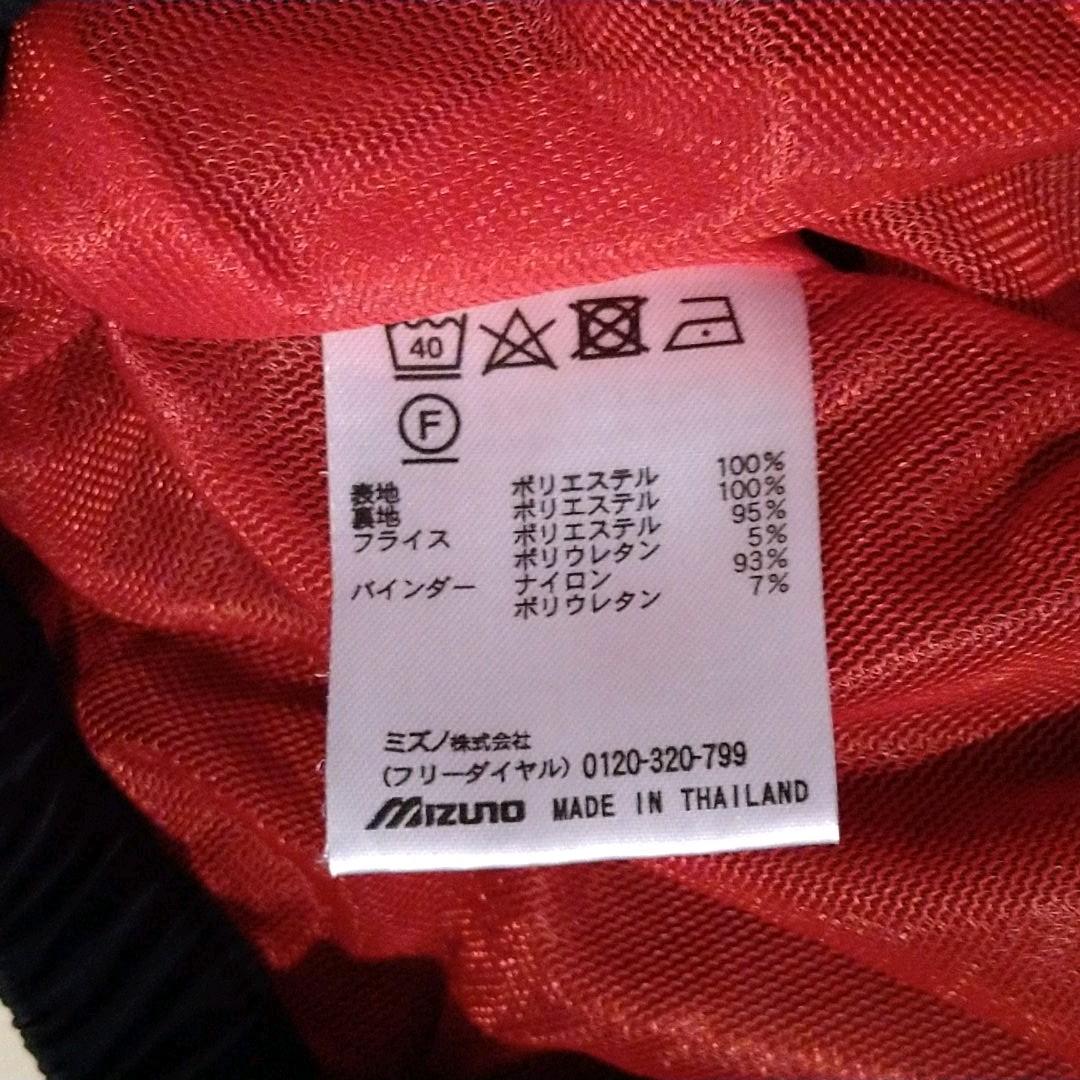 40
F
表地 ポリエステル 100%
裏地 ポリエステル 100%
フライス ポリエステル 95%
ポリウレタン 5%
バインダー ナイロン 93%
ポリウレタン 7%
ミズノ株式会社
(フリーダイヤル) 0120-320-799
MIZUNO MADE IN THAILAND